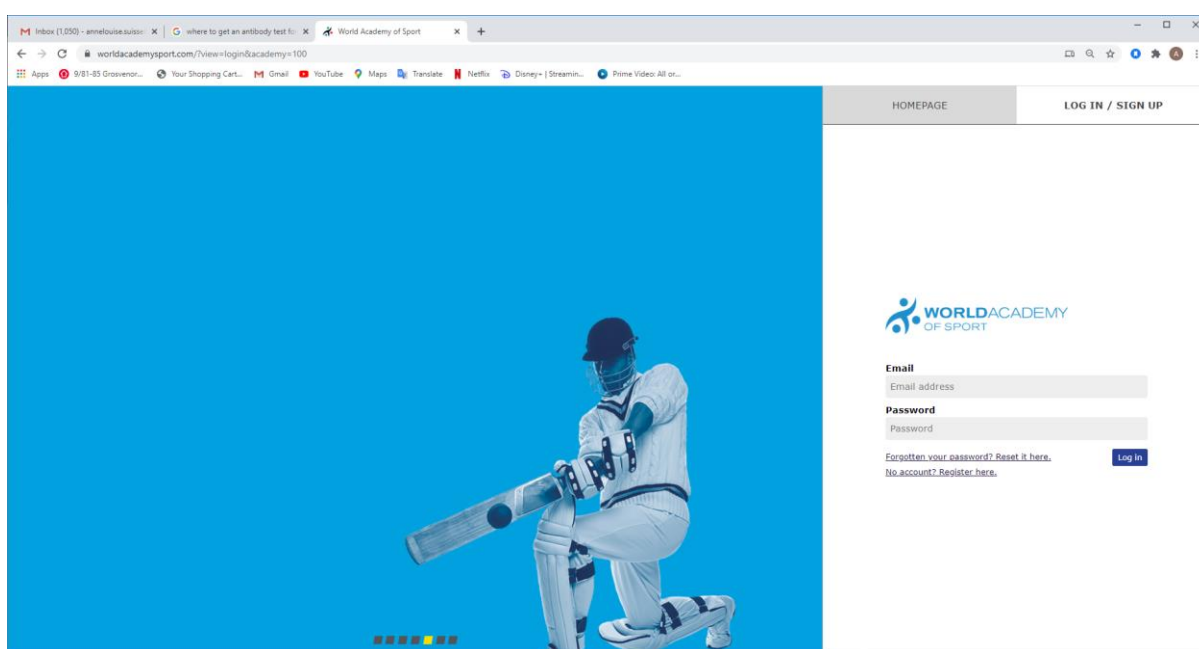 Inbox (1,050) - annelouise.suisse
where to get an antibody test fo
World Academy of Sport
worldacademysport.com/?view=login&academy=100
Apps 9/81-85 Grosvenor... Your Shopping Cart... Gmail YouTube Maps Translate Netflix Disney+ | Streamin... Prime Video: All or...
HOMEPAGE LOG IN / SIGN UP
WORLDACADEMY
OF SPORT
Email
Email address
Password
Password
Forgotten your password? Reset it here. Log in
No account? Register here.